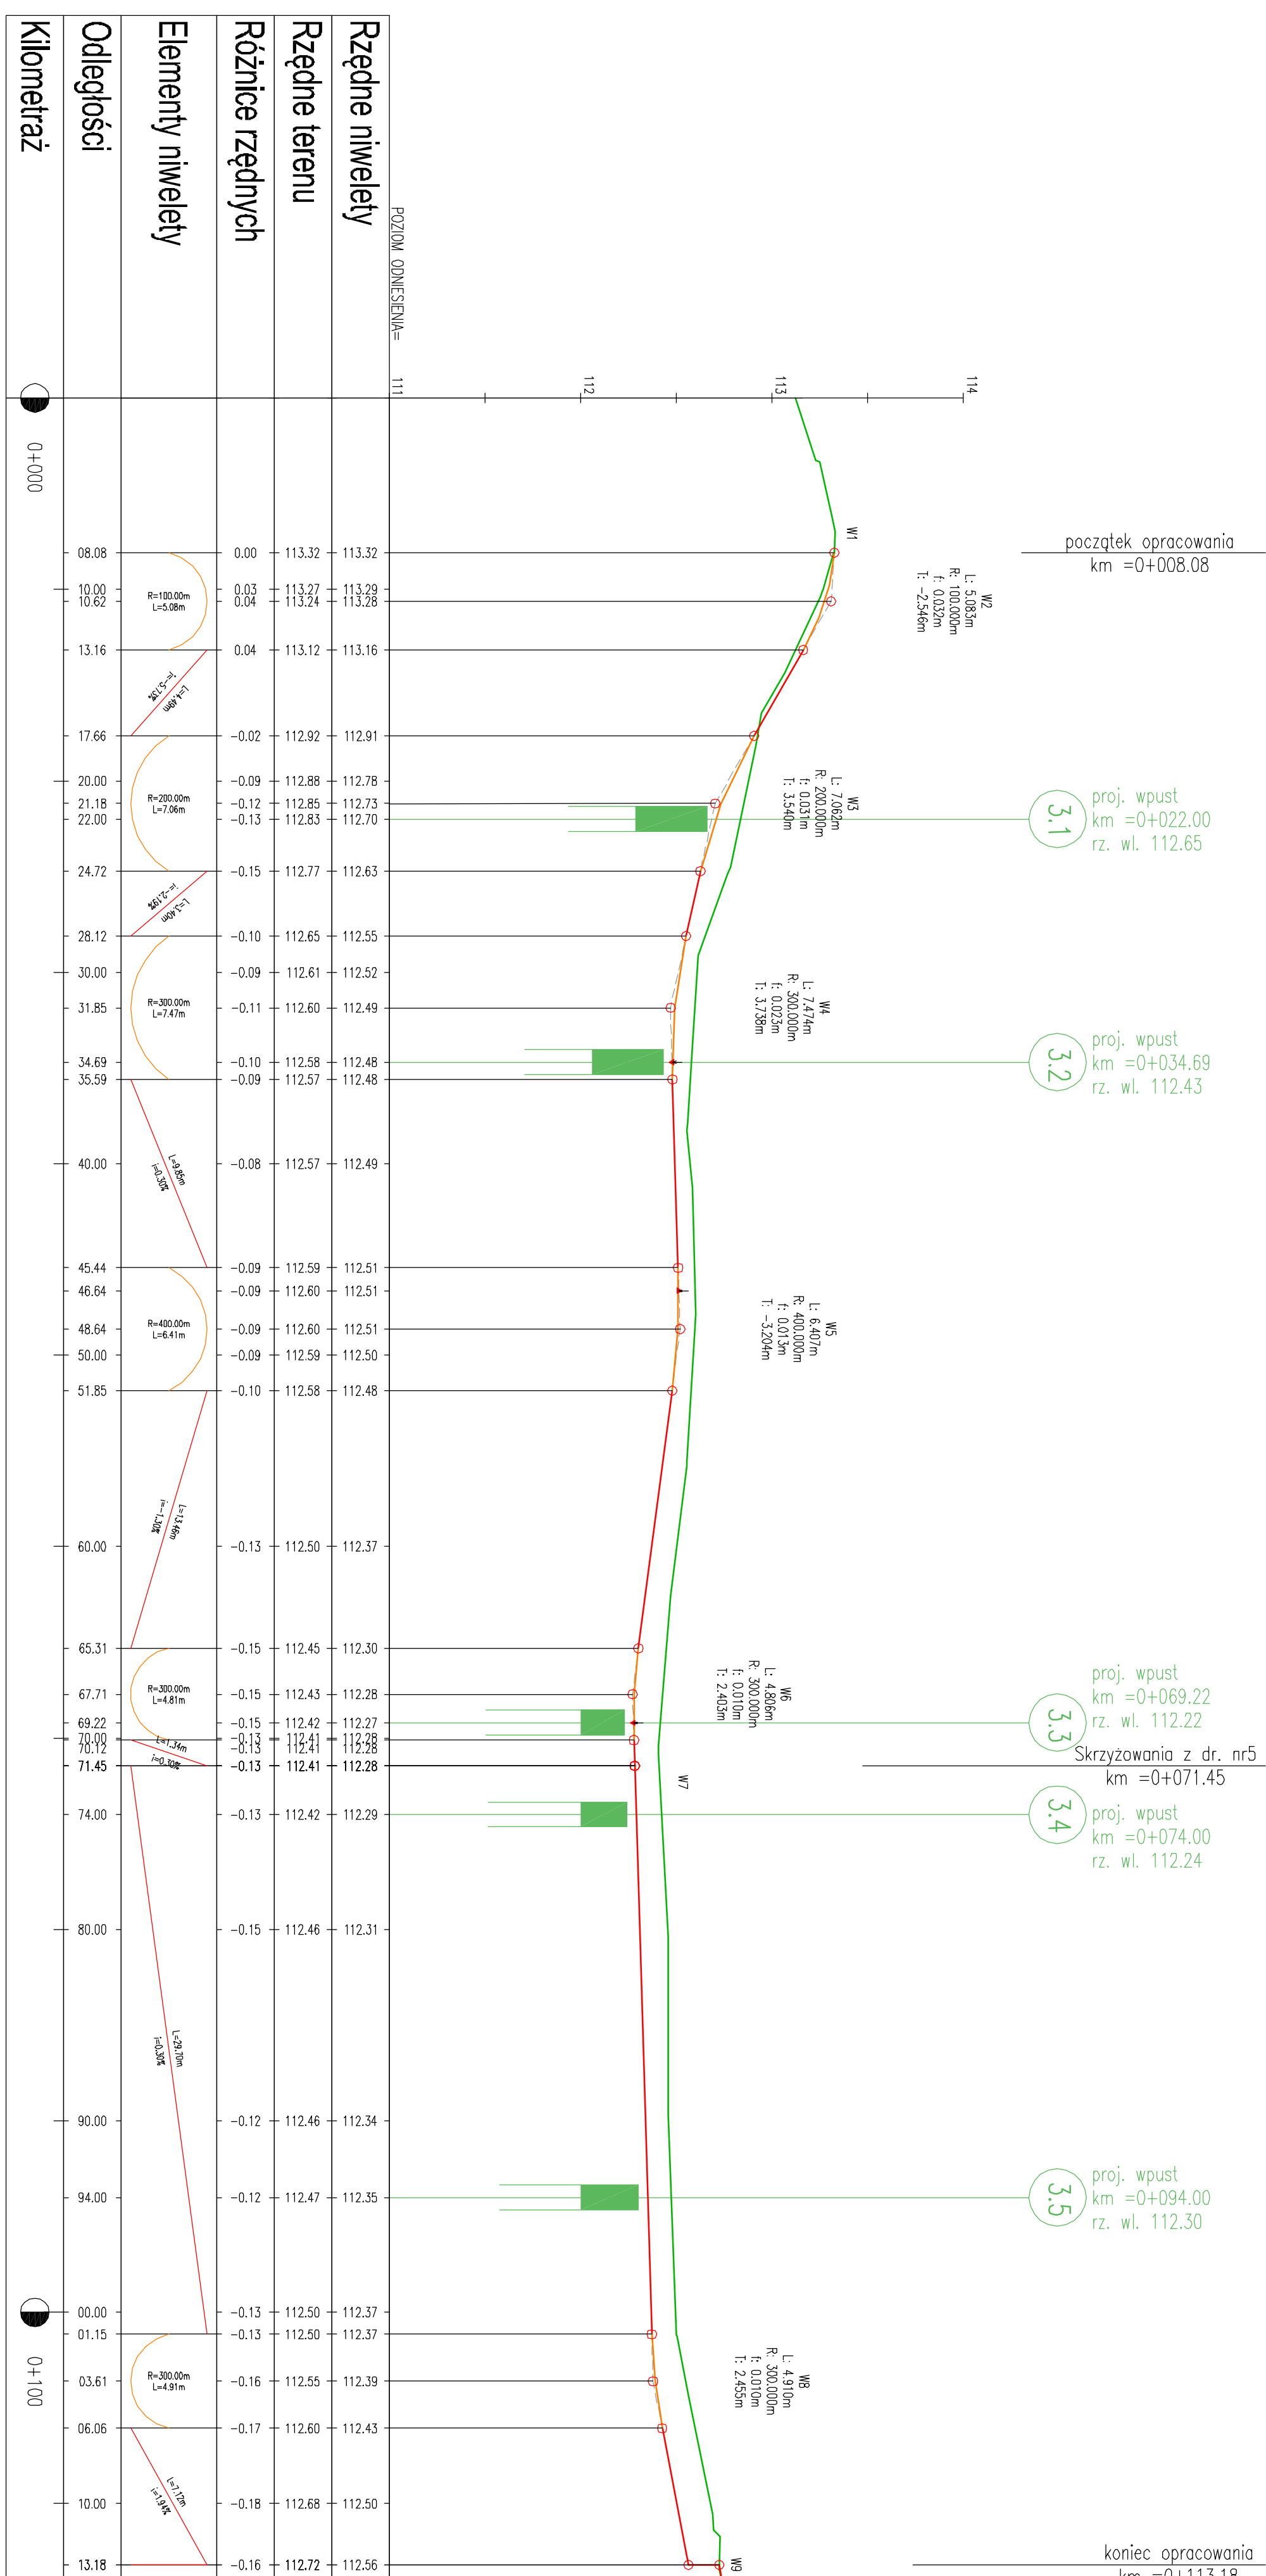 początek opracowania
km =0+008.08
114
113
112
111
POZIOM ODNIESIENIA=
W1
W2
L: 5.083m
R: 100.000m
f: 0.032m
T: -2.546m
W3
L: 7.062m
R: 200.000m
f: 0.031m
T: 3.540m
3.1
proj. wpust
km =0+022.00
rz. wl. 112.65
W4
L: 7.474m
R: 300.000m
f: 0.023m
T: 3.738m
3.2
proj. wpust
km =0+034.69
rz. wl. 112.43
W5
L: 6.407m
R: 400.000m
f: 0.013m
T: -3.204m
W6
L: 4.806m
R: 300.000m
f: 0.010m
T: 2.403m
3.3
proj. wpust
km =0+069.22
rz. wl. 112.22
Skrzyżowania z dr. nr5
km =0+071.45
W7
3.4
proj. wpust
km =0+074.00
rz. wl. 112.24
3.5
proj. wpust
km =0+094.00
rz. wl. 112.30
W8
L: 4.910m
R: 300.000m
f: 0.010m
T: 2.455m
W9
koniec opracowania
km =0+113.18
Rzędne niwelety
113.32
113.29
113.28
113.16
112.91
112.78
112.73
112.70
112.63
112.55
112.52
112.49
112.48
112.48
112.49
112.51
112.51
112.51
112.50
112.48
112.37
112.30
112.28
112.27
112.28
112.28
112.28
112.29
112.31
112.34
112.35
112.37
112.37
112.39
112.43
112.50
112.56
Rzędne terenu
113.32
113.27
113.24
113.12
112.92
112.88
112.85
112.83
112.77
112.65
112.61
112.60
112.58
112.57
112.57
112.59
112.60
112.60
112.59
112.58
112.50
112.45
112.43
112.42
112.41
112.41
112.41
112.42
112.46
112.46
112.47
112.50
112.50
112.55
112.60
112.68
112.72
Różnice rzędnych
0.00
0.03
0.04
0.04
-0.02
-0.09
-0.12
-0.13
-0.15
-0.10
-0.09
-0.11
-0.10
-0.09
-0.08
-0.09
-0.09
-0.09
-0.09
-0.10
-0.13
-0.15
-0.15
-0.15
-0.13
-0.13
-0.13
-0.13
-0.15
-0.12
-0.12
-0.13
-0.13
-0.16
-0.17
-0.18
-0.16
Elementy niwelety
R=100.00m
L=5.08m
L=4.49m
i=-5.73%
R=200.00m
L=7.06m
L=3.40m
i=-2.19%
R=300.00m
L=7.47m
L=9.85m
i=0.30%
R=400.00m
L=6.41m
L=13.46m
i=-1.30%
R=300.00m
L=4.81m
L=1.34m
i=0.30%
L=29.70m
i=0.30%
R=300.00m
L=4.91m
L=7.12m
i=1.94%
Odległości
08.08
10.00
10.62
13.16
17.66
20.00
21.18
22.00
24.72
28.12
30.00
31.85
34.69
35.59
40.00
45.44
46.64
48.64
50.00
51.85
60.00
65.31
67.71
69.22
70.00
70.12
71.45
74.00
80.00
90.00
94.00
00.00
01.15
03.61
06.06
10.00
13.18
Kilometraż
0+000
0+100